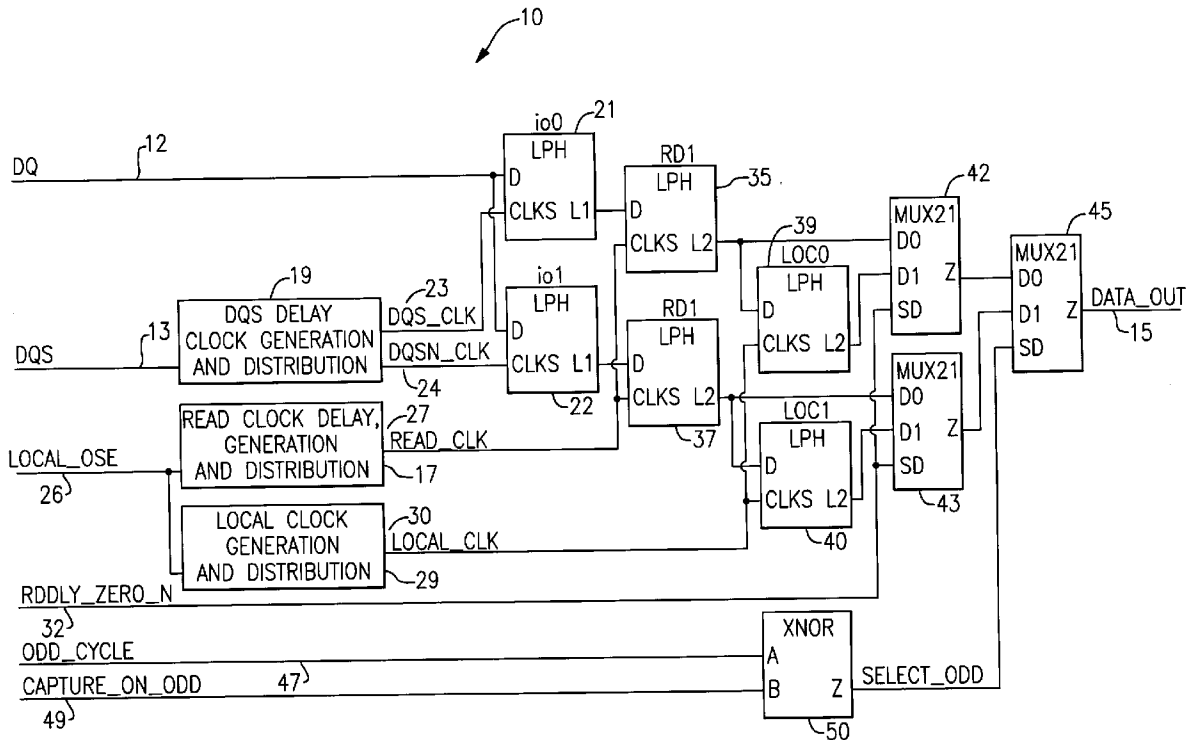 10
io0
21
LPH
D
CLKS L1
DQ
12
RD1
LPH
35
D
CLKS L2
42
MUX21
D0
D1
Z
SD
45
MUX21
D0
D1
Z
SD
DATA_OUT
15
39
LOC0
LPH
D
CLKS L2
19
DQS DELAY
CLOCK GENERATION
AND DISTRIBUTION
23
DQS_CLK
DQSN_CLK
24
DQS
13
io1
LPH
D
CLKS L1
22
RD1
LPH
D
CLKS L2
37
MUX21
D0
D1
Z
SD
43
LOC1
LPH
D
CLKS L2
40
READ CLOCK DELAY,
GENERATION
AND DISTRIBUTION
27
READ_CLK
17
LOCAL_OSE
26
LOCAL CLOCK
GENERATION
AND DISTRIBUTION
30
LOCAL_CLK
29
RDDLY_ZERO_N
32
ODD_CYCLE
47
CAPTURE_ON_ODD
49
XNOR
A
B
Z
50
SELECT_ODD